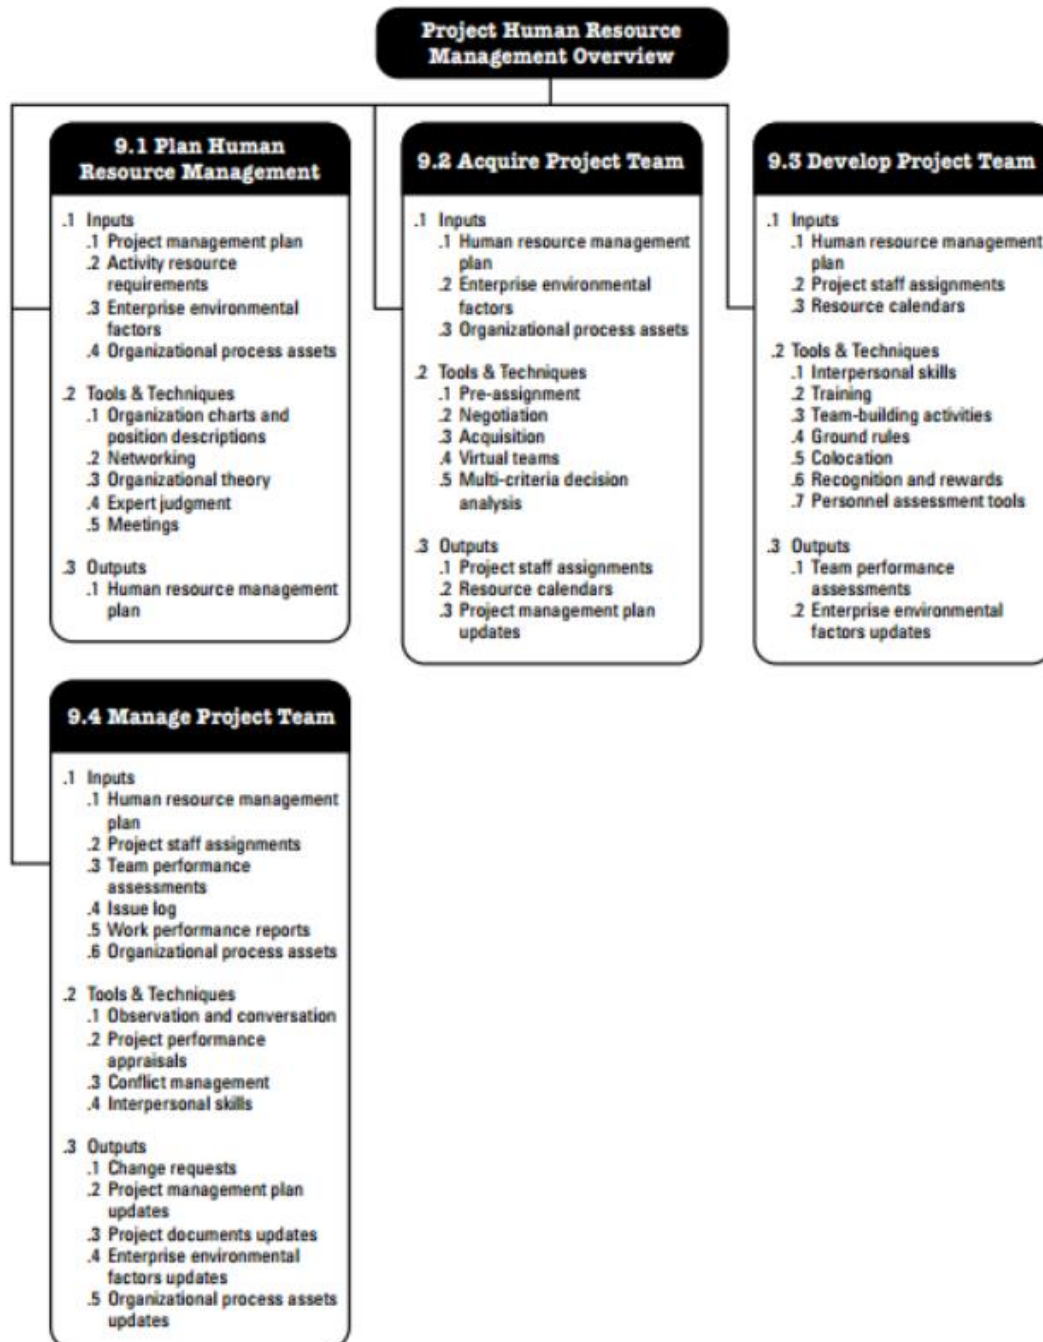 Project Human Resource
Management Overview
9.1 Plan Human
Resource Management
.1 Inputs
.1 Project management plan
.2 Activity resource
requirements
.3 Enterprise environmental
factors
.4 Organizational process assets
.2 Tools & Techniques
.1 Organization charts and
position descriptions
.2 Networking
.3 Organizational theory
.4 Expert judgment
.5 Meetings
.3 Outputs
.1 Human resource management
plan
9.2 Acquire Project Team
.1 Inputs
.1 Human resource management
plan
.2 Enterprise environmental
factors
.3 Organizational process assets
.2 Tools & Techniques
.1 Pre-assignment
.2 Negotiation
.3 Acquisition
.4 Virtual teams
.5 Multi-criteria decision
analysis
.3 Outputs
.1 Project staff assignments
.2 Resource calendars
.3 Project management plan
updates
9.3 Develop Project Team
.1 Inputs
.1 Human resource management
plan
.2 Project staff assignments
.3 Resource calendars
.2 Tools & Techniques
.1 Interpersonal skills
.2 Training
.3 Team-building activities
.4 Ground rules
.5 Colocation
.6 Recognition and rewards
.7 Personnel assessment tools
.3 Outputs
.1 Team performance
assessments
.2 Enterprise environmental
factors updates
9.4 Manage Project Team
.1 Inputs
.1 Human resource management
plan
.2 Project staff assignments
.3 Team performance
assessments
.4 Issue log
.5 Work performance reports
.6 Organizational process assets
.2 Tools & Techniques
.1 Observation and conversation
.2 Project performance
appraisals
.3 Conflict management
.4 Interpersonal skills
.3 Outputs
.1 Change requests
.2 Project management plan
updates
.3 Project documents updates
.4 Enterprise environmental
factors updates
.5 Organizational process assets
updates